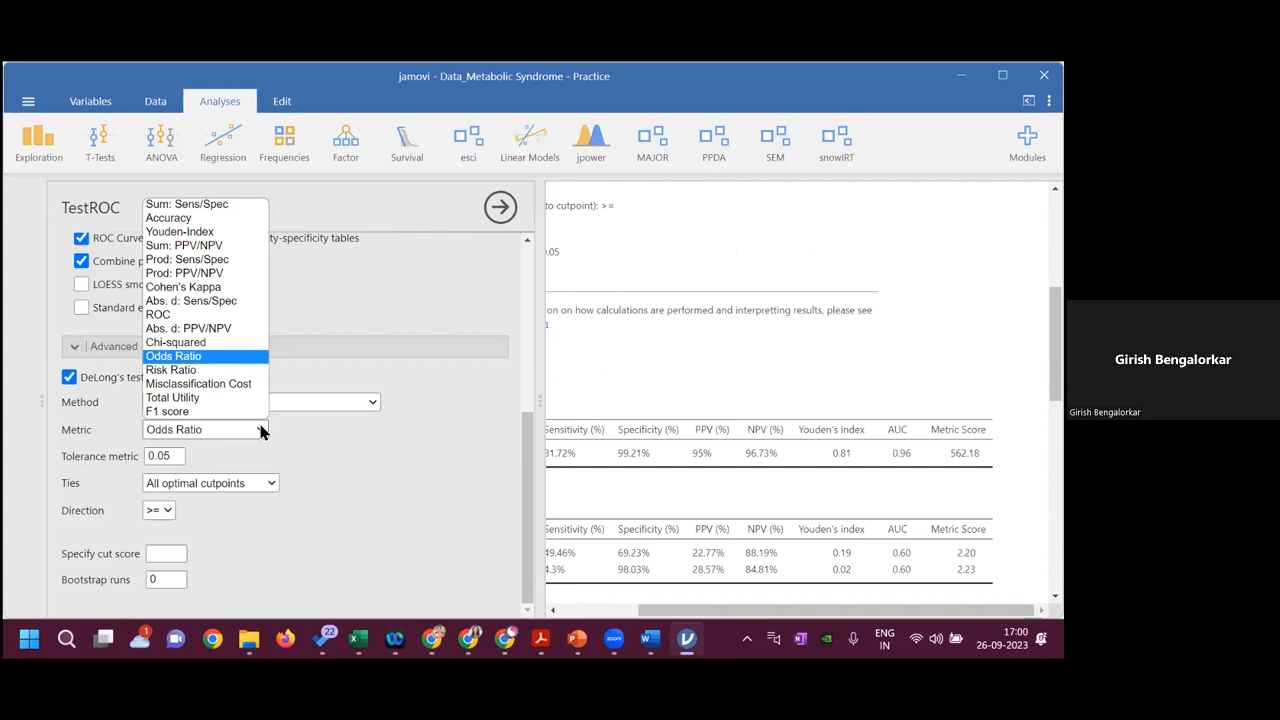 jamovi - Data_Metabolic Syndrome - Practice
Variables Data Analyses Edit
Exploration T-Tests ANOVA Regression Frequencies Factor Survival esci Linear Models jpower MAJOR PPDA SEM snowIRT Modules
TestROC
Sum: Sens/Spec
Accuracy
Youden-Index
Sum: PPV/NPV
Prod: Sens/Spec
Prod: PPV/NPV
Cohen's Kappa
Abs. d: Sens/Spec
ROC
Abs. d: PPV/NPV
Chi-squared
Odds Ratio
Risk Ratio
Misclassification Cost
Total Utility
F1 score
ROC Curve ty-specificity tables
Combine p
LOESS smo
Standard e
Advanced
DeLong's test
Method
Metric Odds Ratio
Tolerance metric 0.05
Ties All optimal cutpoints
Direction >=
Specify cut score
Bootstrap runs 0
to cutpoint): >=
.05
on on how calculations are performed and interpretting results, please see
Sensitivity (%) Specificity (%) PPV (%) NPV (%) Youden's index AUC Metric Score
81.72% 99.21% 95% 96.73% 0.81 0.96 562.18
Sensitivity (%) Specificity (%) PPV (%) NPV (%) Youden's index AUC Metric Score
49.46% 69.23% 22.77% 88.19% 0.19 0.60 2.20
4.3% 98.03% 28.57% 84.81% 0.02 0.60 2.23
Girish Bengalorkar
Girish Bengalorkar
1
22
zoom
ENG
IN
17:00
26-09-2023